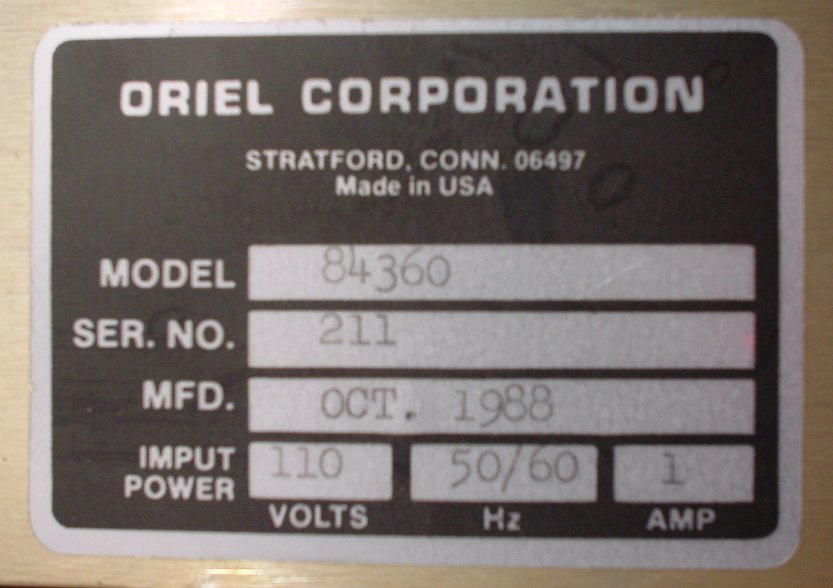 ORIEL CORPORATION
STRATFORD, CONN. 06497
Made in USA
MODEL 84360
SER. NO. 211
MFD. OCT. 1988
IMPUT POWER 110 50/60 1
VOLTS Hz AMP